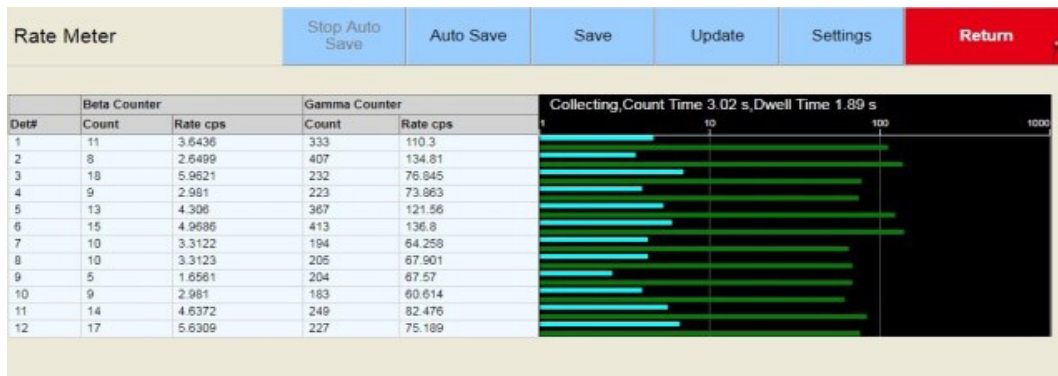 Rate Meter
Stop Auto
Save
Auto Save
Save
Update
Settings
Return
Beta Counter Gamma Counter
Det# Count Rate cps Count Rate cps
1 11 3.6436 333 110.3
2 8 2.6499 407 134.81
3 18 5.9621 232 76.845
4 9 2.981 223 73.863
5 13 4.306 367 121.56
6 15 4.9686 413 136.8
7 10 3.3122 194 64.258
8 10 3.3123 205 67.901
9 5 1.6561 204 67.57
10 9 2.981 183 60.614
11 14 4.6372 249 82.476
12 17 5.6309 227 75.189
Collecting,Count Time 3.02 s,Dwell Time 1.89 s
1 10 100 1000